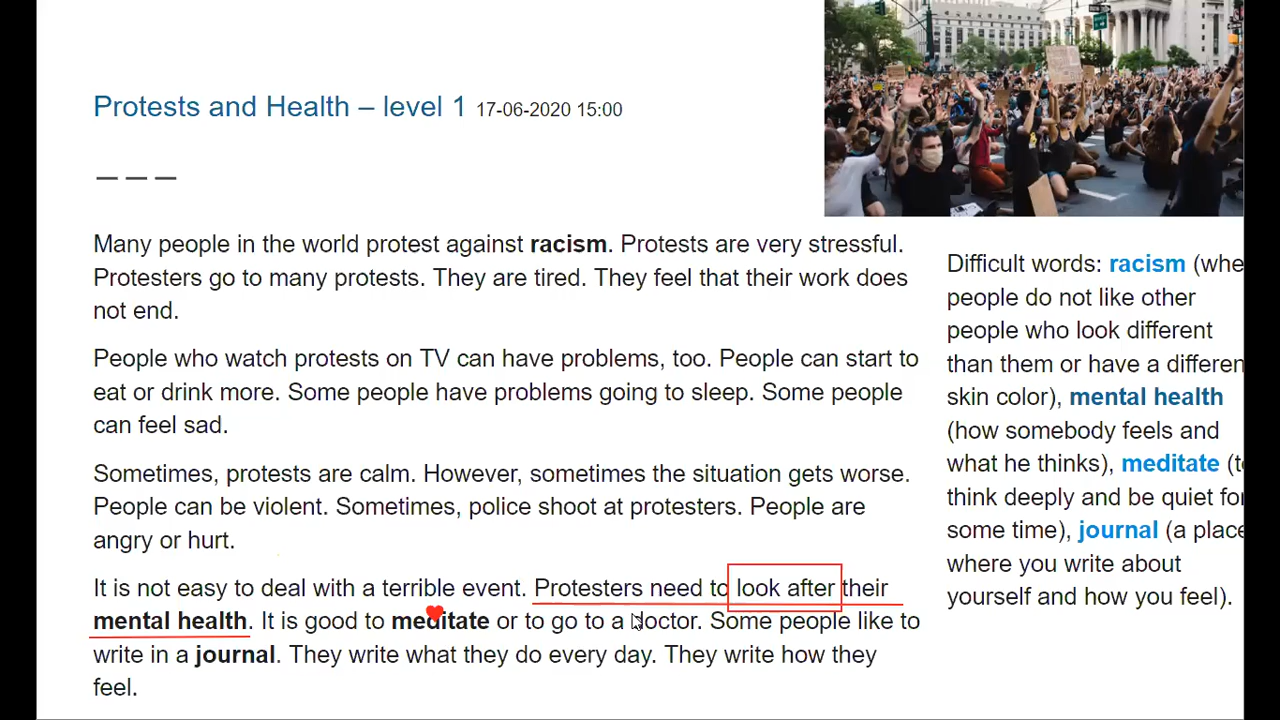 Protests and Health – level 1 17-06-2020 15:00
– – –
Many people in the world protest against racism. Protests are very stressful.
Protesters go to many protests. They are tired. They feel that their work does
not end.
People who watch protests on TV can have problems, too. People can start to
eat or drink more. Some people have problems going to sleep. Some people
can feel sad.
Sometimes, protests are calm. However, sometimes the situation gets worse.
People can be violent. Sometimes, police shoot at protesters. People are
angry or hurt.
It is not easy to deal with a terrible event. Protesters need to look after their
mental health. It is good to meditate or to go to a doctor. Some people like to
write in a journal. They write what they do every day. They write how they
feel.
Difficult words: racism
people do not like other
people who look different
than them or have a
skin color), mental health
(how somebody feels and
what he thinks), meditate
think deeply and be quiet for
some time), journal (a place
where you write about
yourself and how you feel).